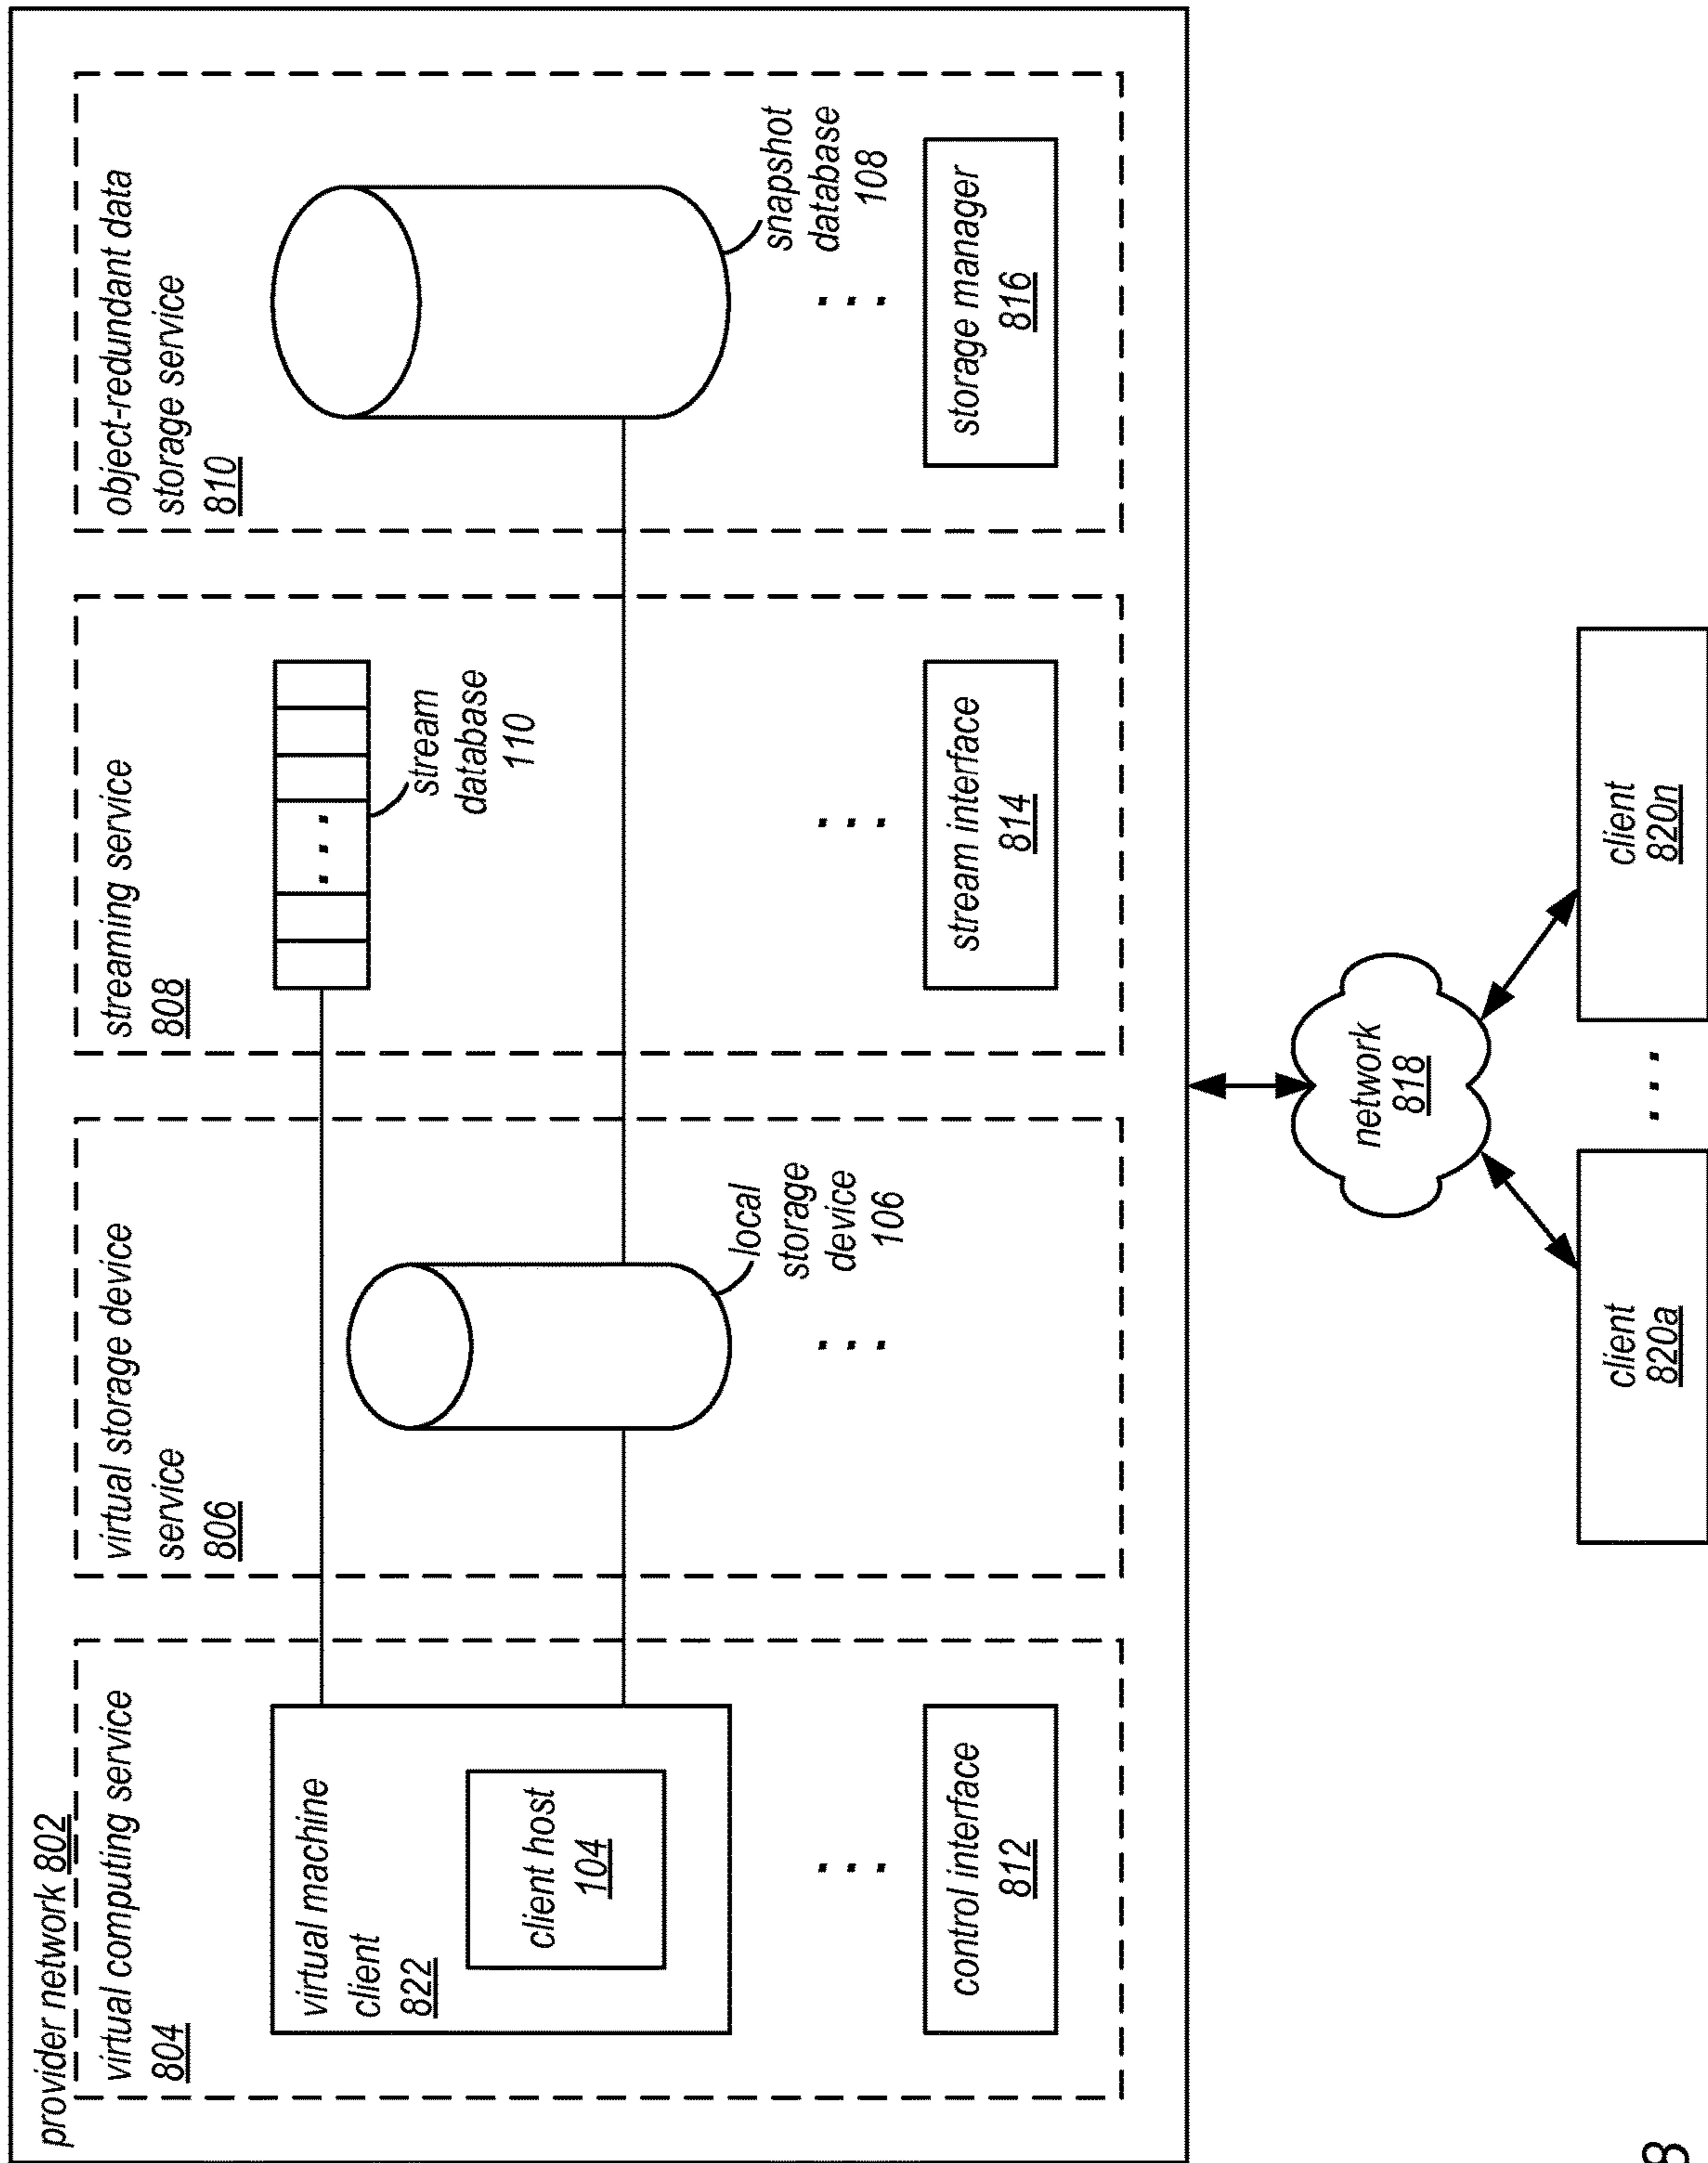 provider network 802
virtual computing service
804
virtual machine
client
822
client host
104
. . .
control interface
812
virtual storage device
service
806
local
storage
device
106
. . .
streaming service
808
. . .
stream
database
110
. . .
stream interface
814
object-redundant data
storage service
810
snapshot
database
108
. . .
storage manager
816
network
818
client
820a
. . .
client
820n
8